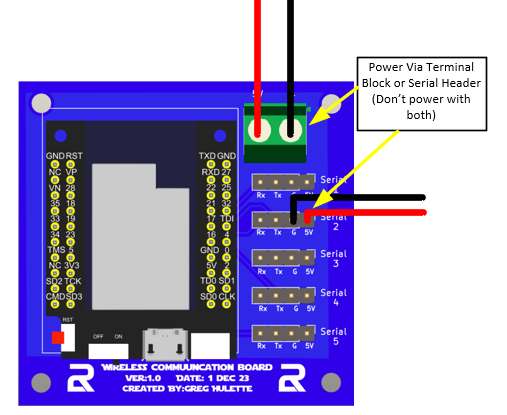 Power Via Terminal
Block or Serial Header
(Don't power with
both)
5V
GND RST
NC VP
VN 28
35 18
33 19
34 23
TMS 5
NC 3V3
SD2 TCK
CMD SD3
TXD GND
RXD 27
22 25
21 32
17 TDI
16 4
GND 0
5V 2
TD0 SD1
SD0 CLK
Serial
Rx Tx G 5V
Serial
2
Rx Tx G 5V
Serial
3
Rx Tx G 5V
Serial
4
Rx Tx G 5V
Serial
5
Rx Tx G 5V
RST
OFF ON
WIRELESS COMMUUNCATION BOARD
VER:1.0 DATE: 1 DEC 23
CREATED BY:GREG HULETTE